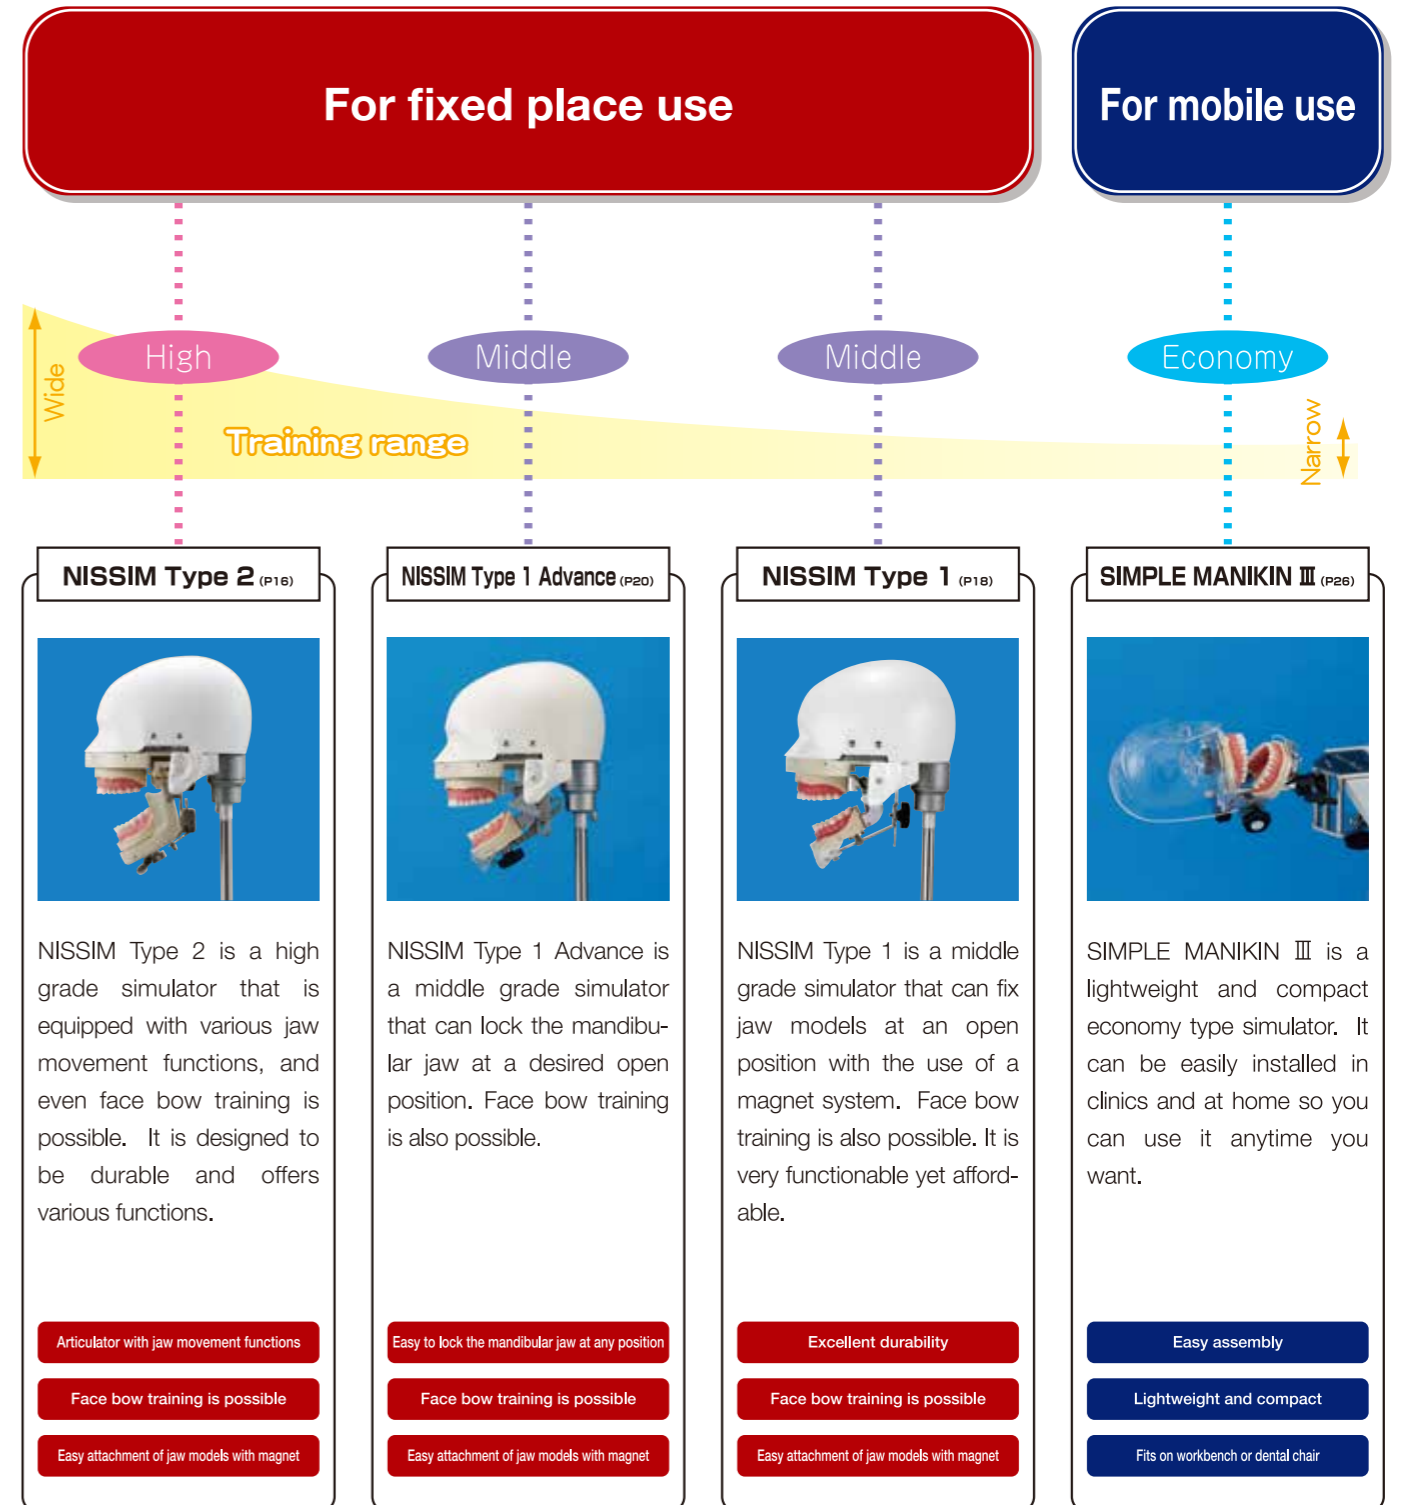 For fixed place use
For mobile use
High
Middle
Middle
Economy
Wide
Training range
Narrow
NISSIM Type 2 (P16)
NISSIM Type 2 is a high
grade simulator that is
equipped with various jaw
movement functions, and
even face bow training is
possible. It is designed to
be durable and offers
various functions.
Articulator with jaw movement functions
Face bow training is possible
Easy attachment of jaw models with magnet
NISSIM Type 1 Advance (P20)
NISSIM Type 1 Advance is
a middle grade simulator
that can lock the mandibu-
lar jaw at a desired open
position. Face bow training
is also possible.
Easy to lock the mandibular jaw at any position
Face bow training is possible
Easy attachment of jaw models with magnet
NISSIM Type 1 (P18)
NISSIM Type 1 is a middle
grade simulator that can fix
jaw models at an open
position with the use of a
magnet system. Face bow
training is also possible. It is
very functionable yet afford-
able.
Excellent durability
Face bow training is possible
Easy attachment of jaw models with magnet
SIMPLE MANIKIN Ⅲ (P26)
SIMPLE MANIKIN Ⅲ is a
lightweight and compact
economy type simulator. It
can be easily installed in
clinics and at home so you
can use it anytime you
want.
Easy assembly
Lightweight and compact
Fits on workbench or dental chair